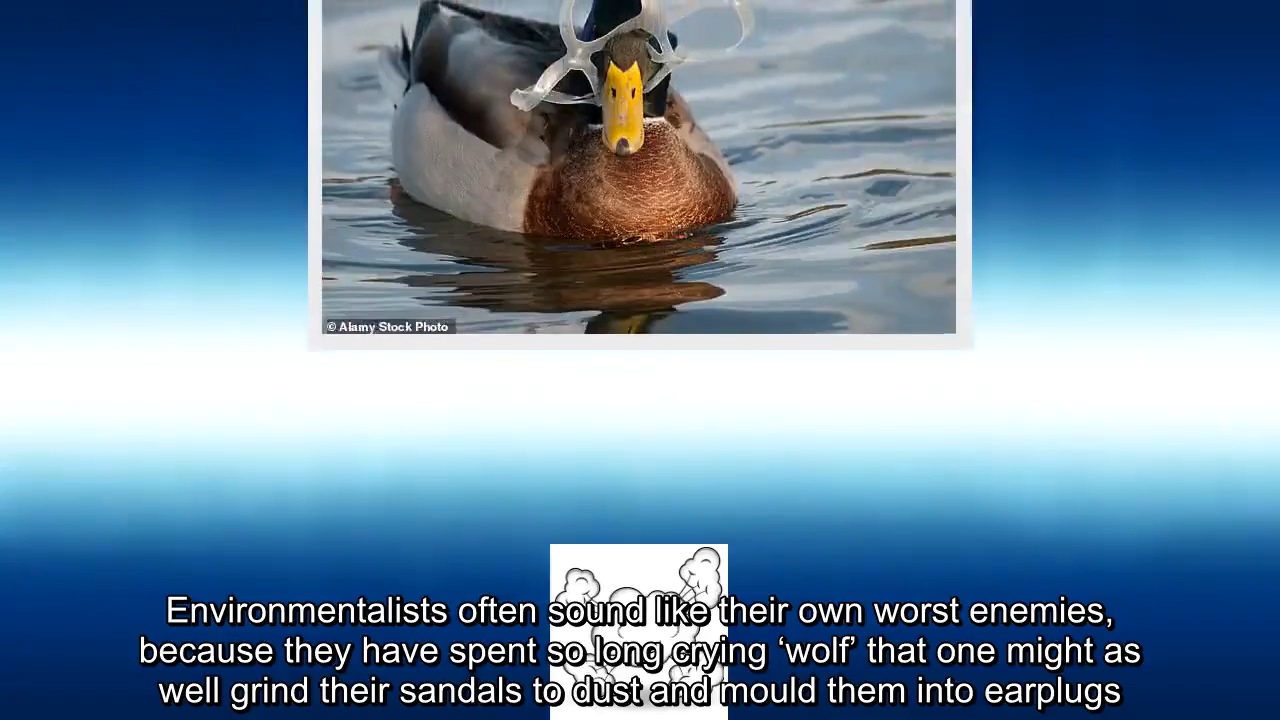 © Alamy Stock Photo
Environmentalists often sound like their own worst enemies,
because they have spent so long crying ‘wolf’ that one might as
well grind their sandals to dust and mould them into earplugs